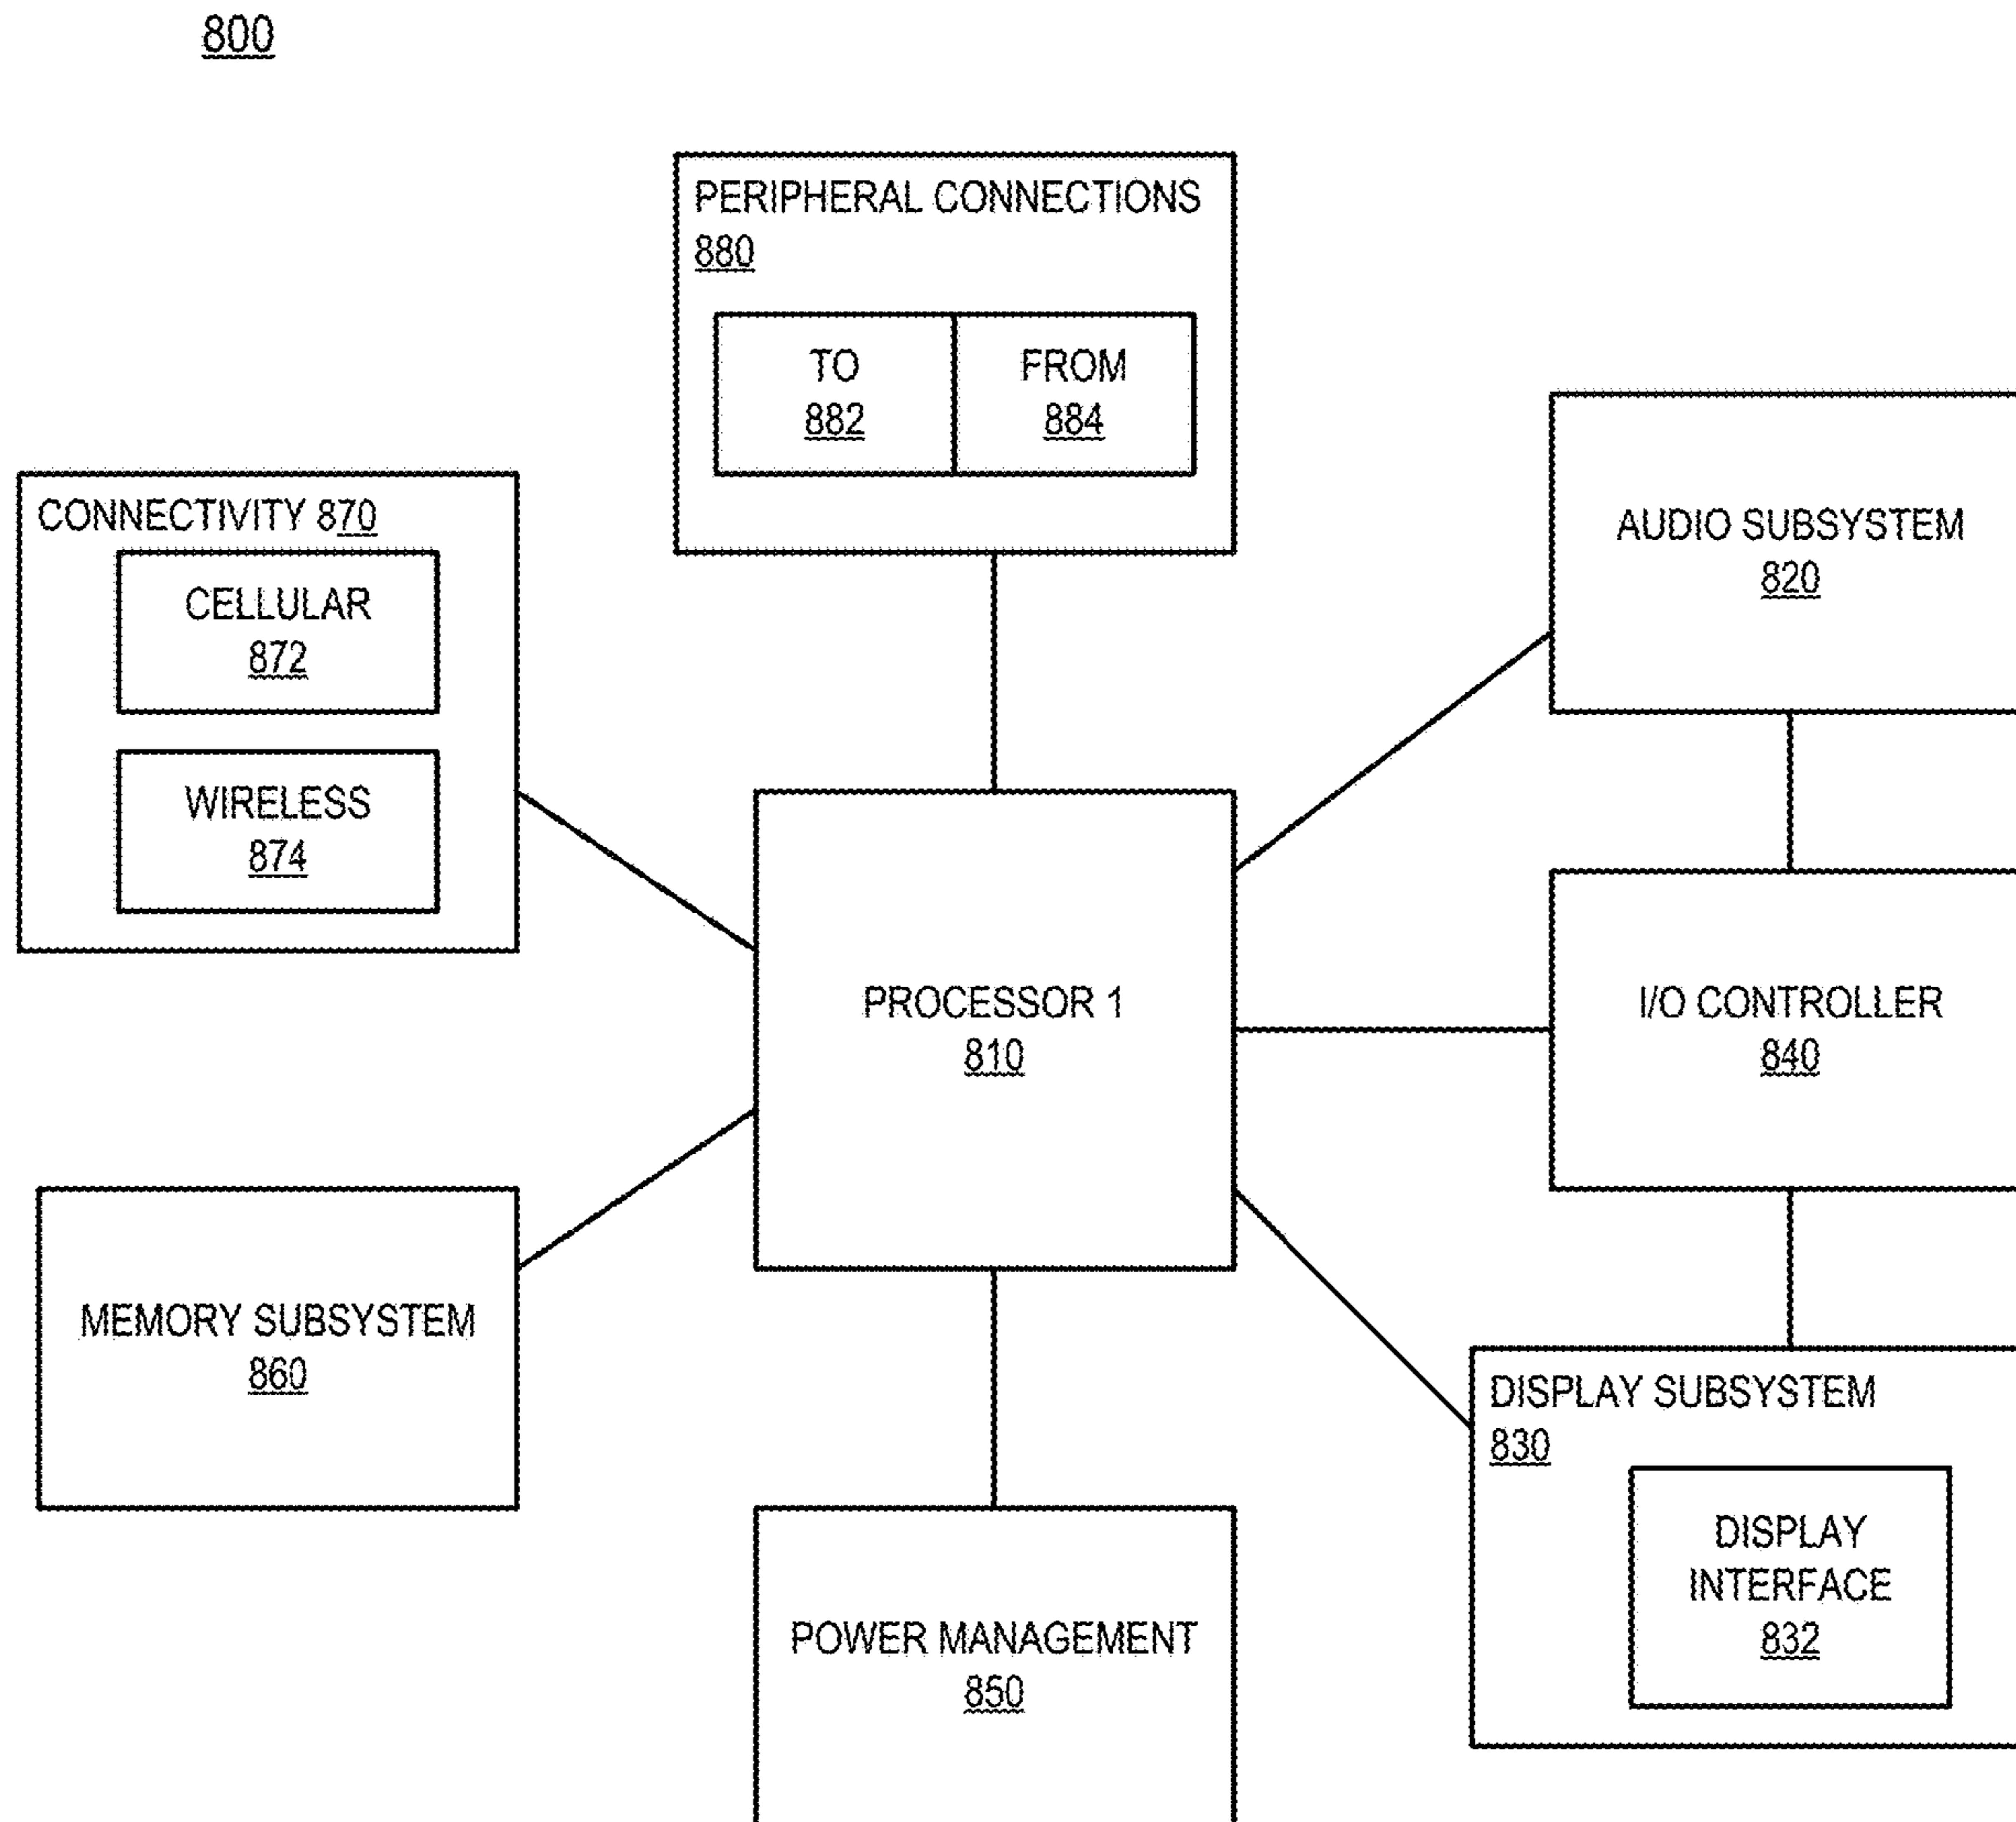 800
PERIPHERAL CONNECTIONS
880
TO
882
FROM
884
CONNECTIVITY 870
CELLULAR
872
WIRELESS
874
AUDIO SUBSYSTEM
820
PROCESSOR 1
810
I/O CONTROLLER
840
MEMORY SUBSYSTEM
860
DISPLAY SUBSYSTEM
830
DISPLAY
INTERFACE
832
POWER MANAGEMENT
850